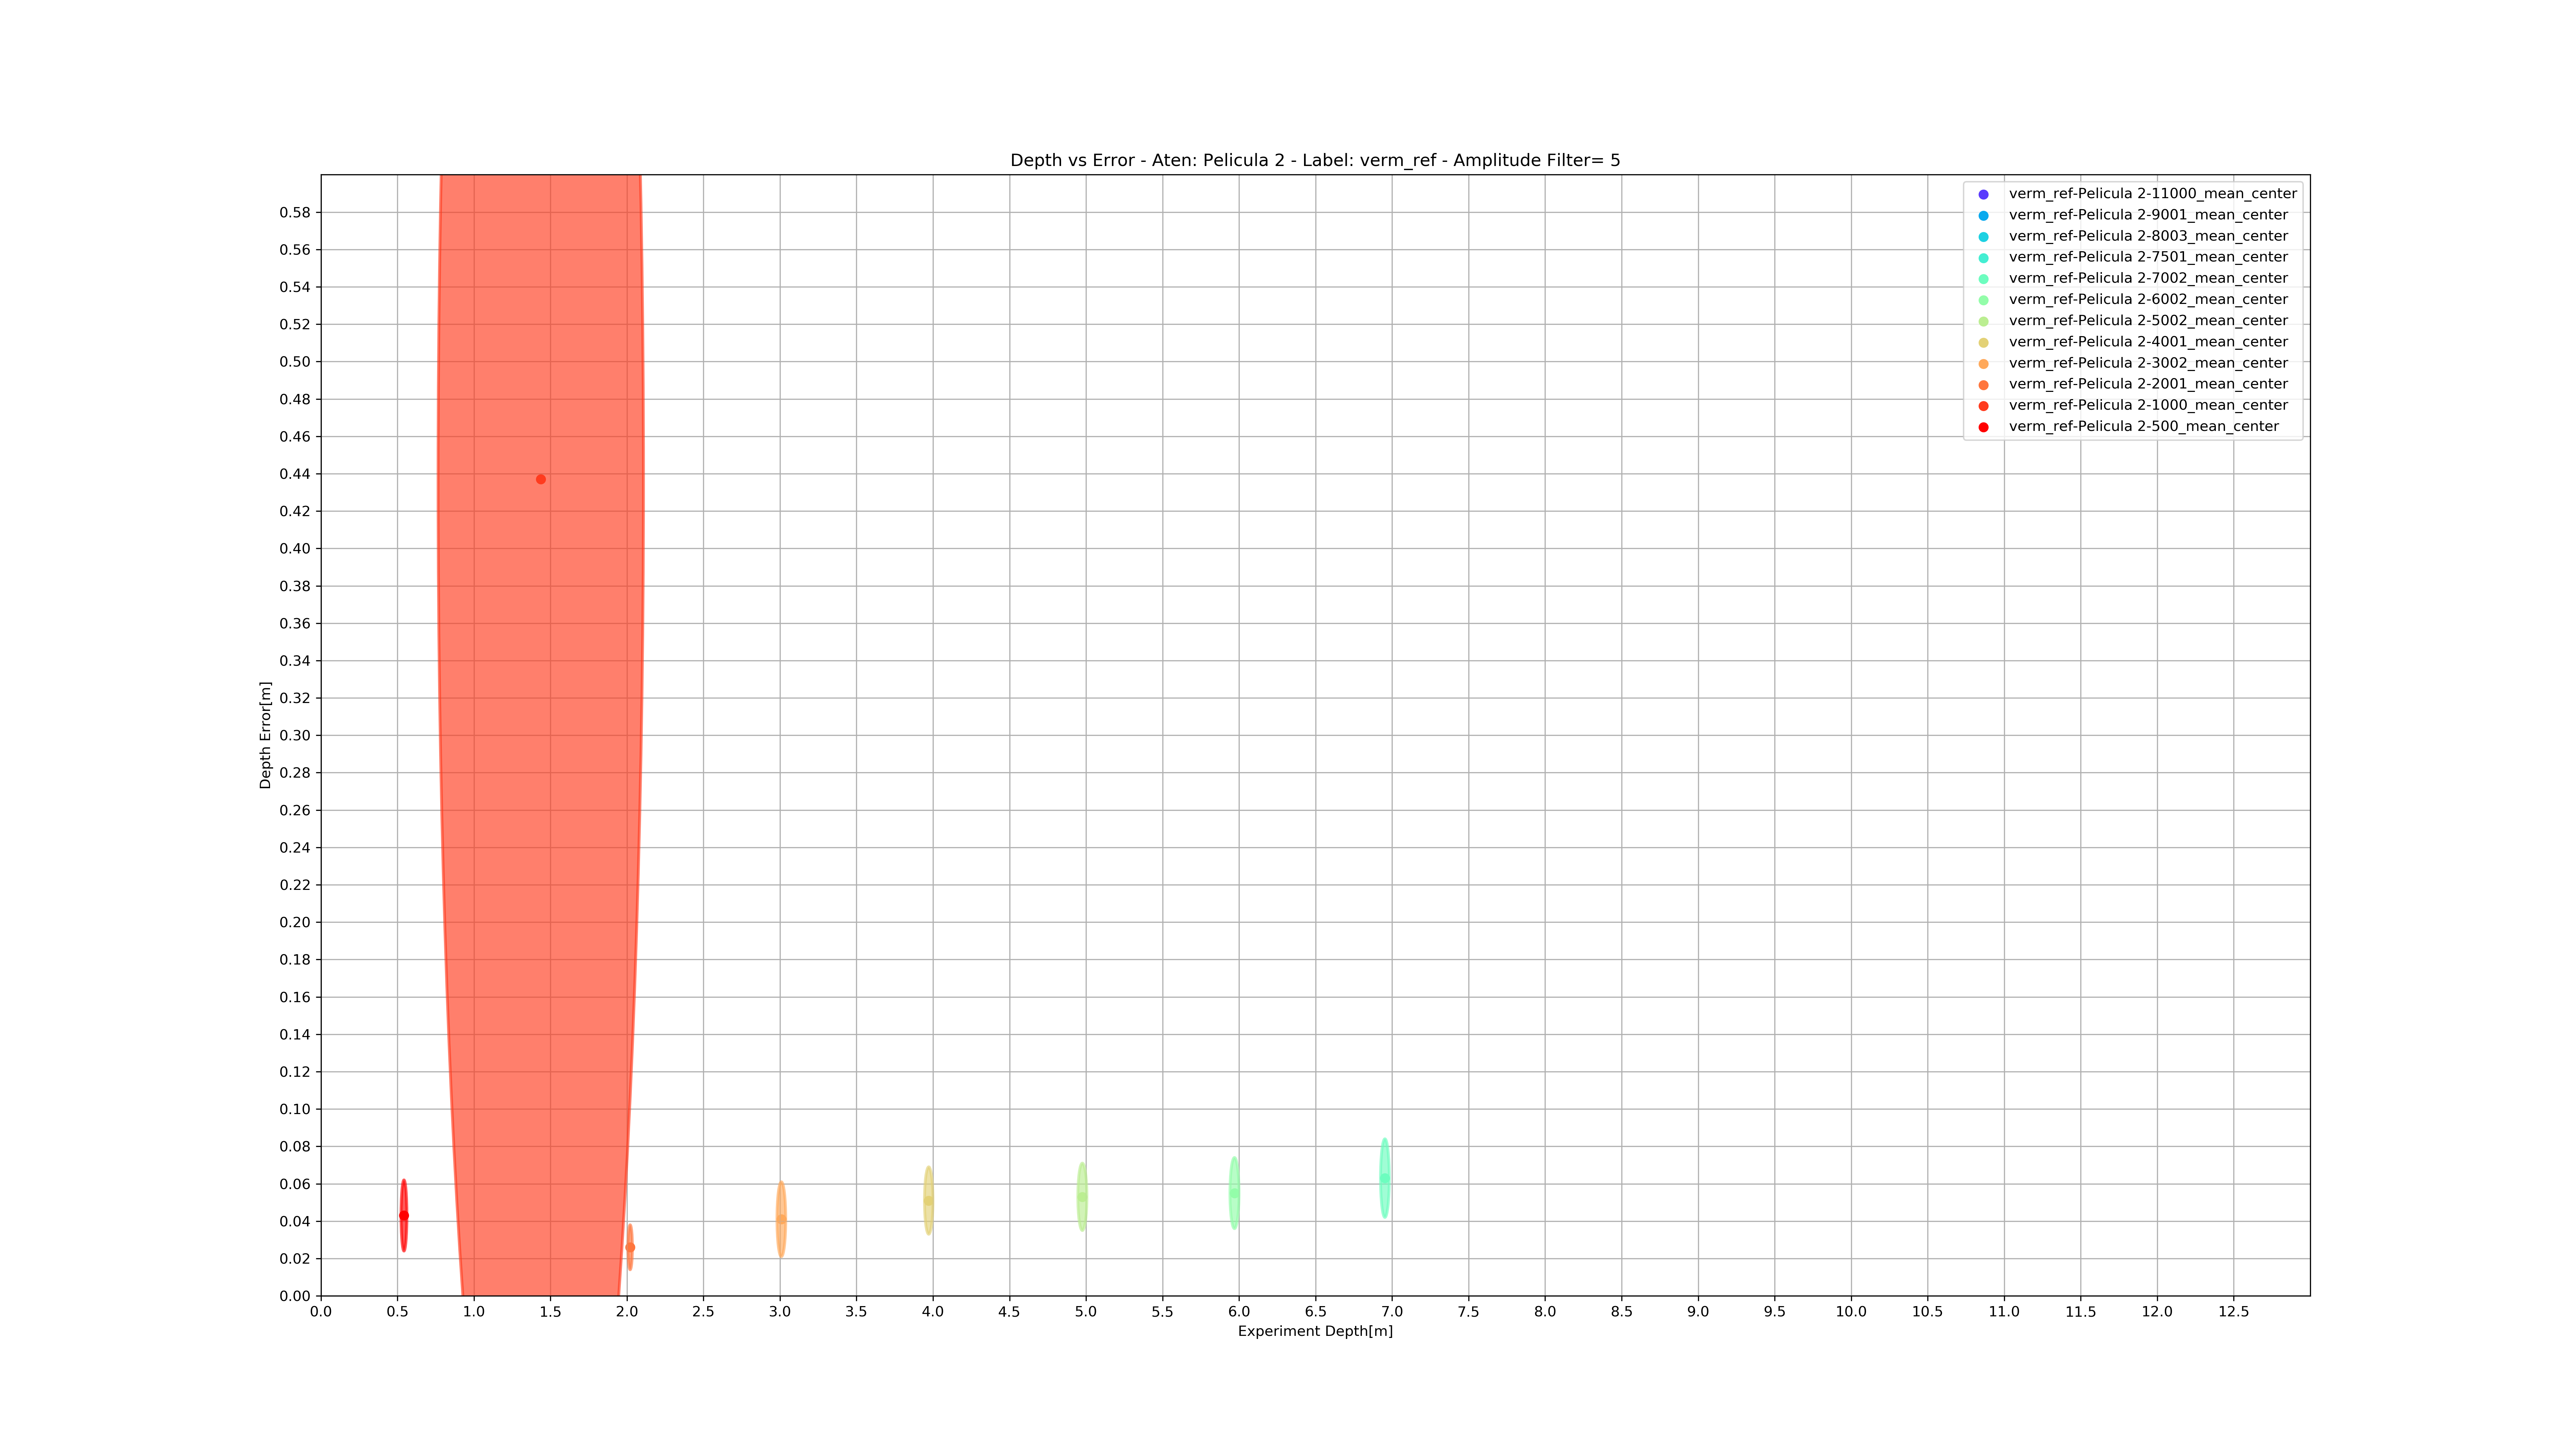 Depth vs Error - Aten: Pelicula 2 - Label: verm_ref - Amplitude Filter= 5
verm_ref-Pelicula 2-11000_mean_center
verm_ref-Pelicula 2-9001_mean_center
verm_ref-Pelicula 2-8003_mean_center
verm_ref-Pelicula 2-7501_mean_center
verm_ref-Pelicula 2-7002_mean_center
verm_ref-Pelicula 2-6002_mean_center
verm_ref-Pelicula 2-5002_mean_center
verm_ref-Pelicula 2-4001_mean_center
verm_ref-Pelicula 2-3002_mean_center
verm_ref-Pelicula 2-2001_mean_center
verm_ref-Pelicula 2-1000_mean_center
verm_ref-Pelicula 2-500_mean_center
Depth Error[m]
0.58
0.56
0.54
0.52
0.50
0.48
0.46
0.44
0.42
0.40
0.38
0.36
0.34
0.32
0.30
0.28
0.26
0.24
0.22
0.20
0.18
0.16
0.14
0.12
0.10
0.08
0.06
0.04
0.02
0.00
0.0 0.5 1.0 1.5 2.0 2.5 3.0 3.5 4.0 4.5 5.0 5.5 6.0 6.5 7.0 7.5 8.0 8.5 9.0 9.5 10.0 10.5 11.0 11.5 12.0 12.5
Experiment Depth[m]